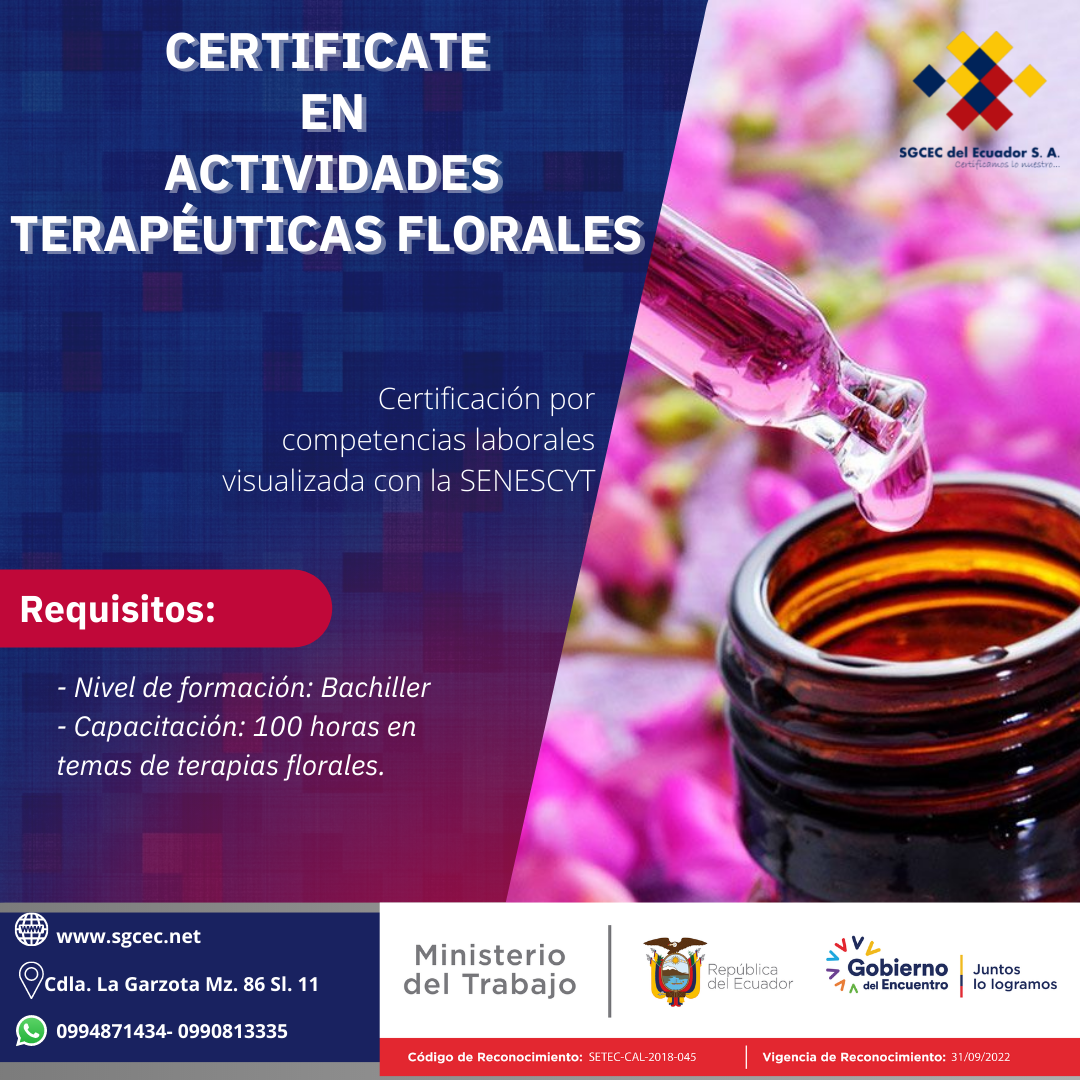 CERTIFICATE
EN
ACTIVIDADES
TERAPÉUTICAS FLORALES
SGCEC del Ecuador S. A.
Certificamos lo nuestro...
Certificación por
competencias laborales
visualizada con la SENESCYT
Requisitos:
- Nivel de formación: Bachiller
- Capacitación: 100 horas en
temas de terapias florales.
www.sgcec.net
Cdla. La Garzota Mz. 86 Sl. 11
0994871434- 0990813335
Ministerio
del Trabajo
República
del Ecuador
Gobierno
del Encuentro
Juntos
lo logramos
Código de Reconocimiento: SETEC-CAL-2018-045
Vigencia de Reconocimiento: 31/09/2022